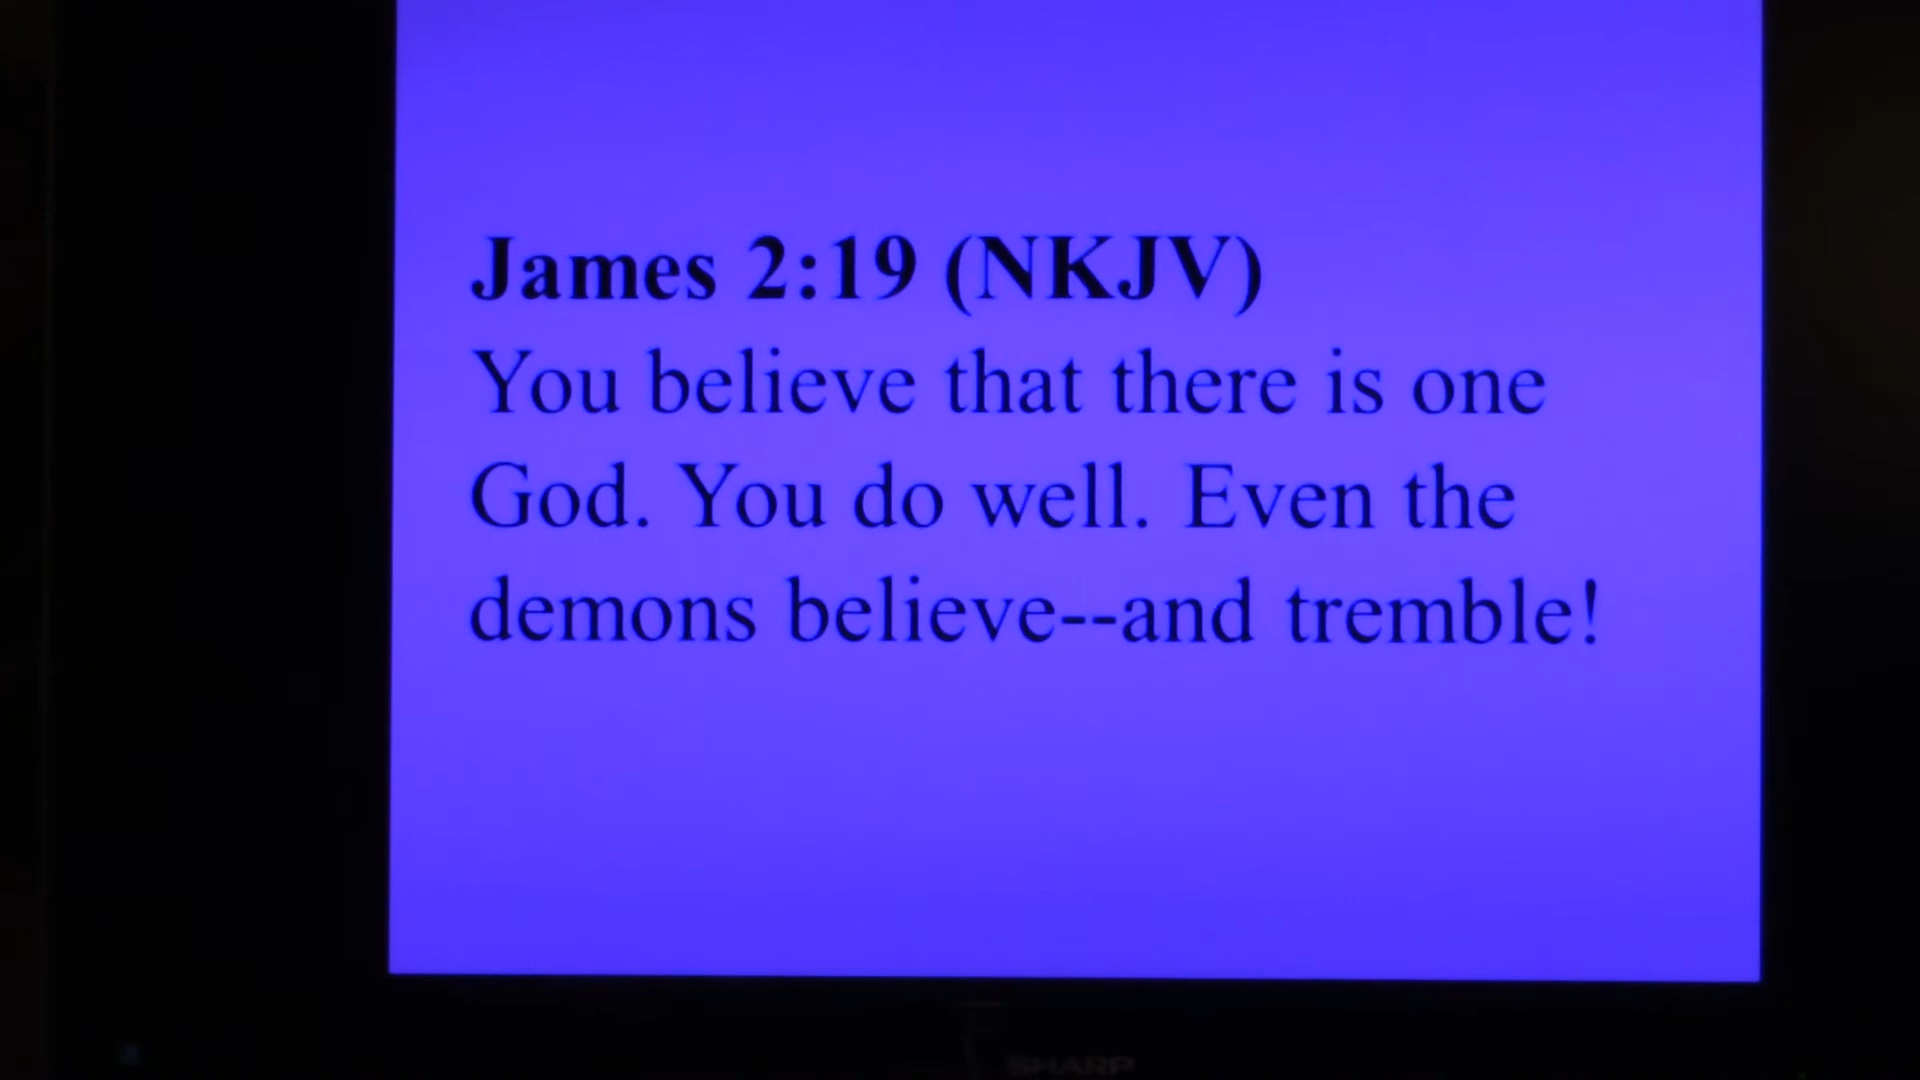 James 2:19 (NKJV)
You believe that there is one
God. You do well. Even the
demons believe--and tremble!
SHARP